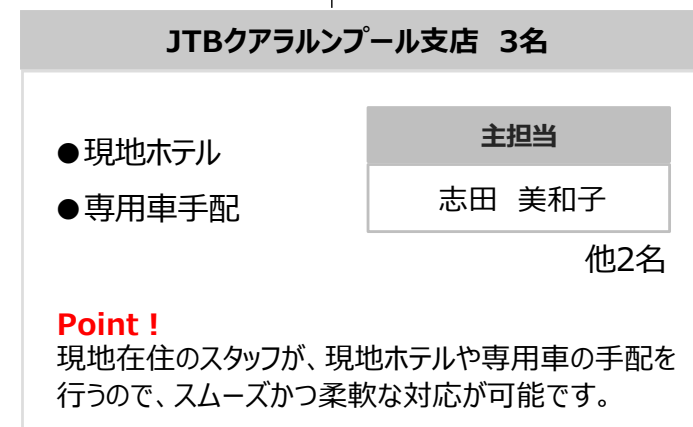 JTBクアラルンプール支店 3名
●現地ホテル
●専用車手配
主担当
志田 美和子
他2名
Point！
現地在住のスタッフが、現地ホテルや専用車の手配を
行うので、スムーズかつ柔軟な対応が可能です。